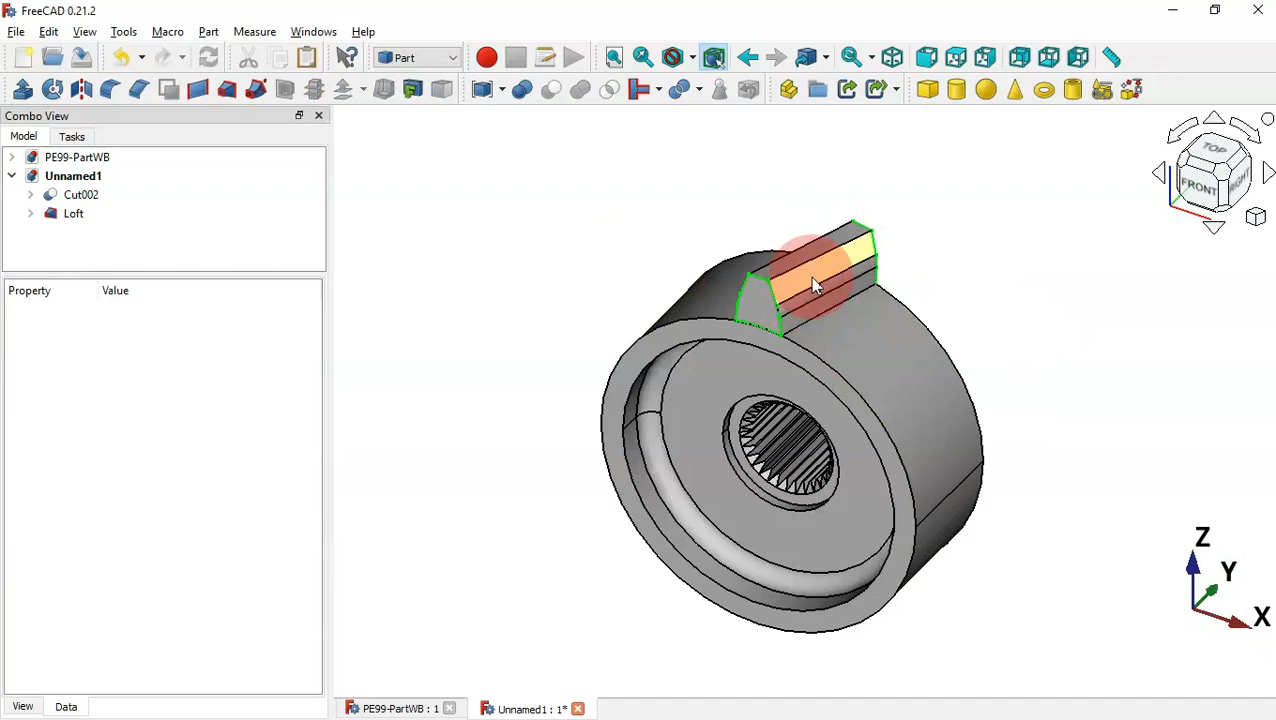 FreeCAD 0.21.2
File Edit View Tools Macro Part Measure Windows Help
Part
Combo View
Model Tasks
PE99-PartWB
Unnamed1
Cut002
Loft
Property Value
TOP
FRONT RIGHT
Z
Y
X
View Data
PE99-PartWB : 1
Unnamed1 : 1*